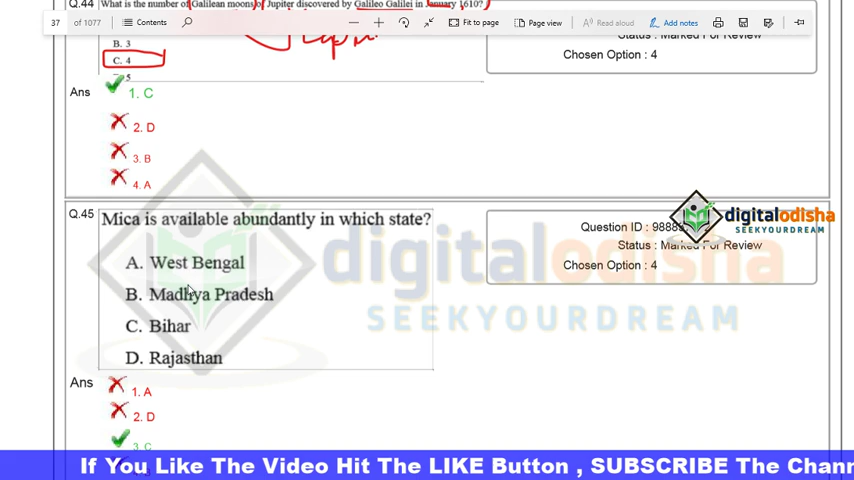 Q.44 What is the number of Galilean moons of Jupiter discovered by Galileo Galilei in January 1610?
37 of 1077 Contents Fit to page Page view Read aloud Add notes Share
Status : Marked For Review
B. 3
Chosen Option : 4
C. 4
5
Ans
1. C
2. D
3. B
4. A
Q.45 Mica is available abundantly in which state?
Question ID : 9888
Status : Marked For Review
Chosen Option : 4
digitalodisha
SEEKYOURDREAM
A. West Bengal
B. Madhya Pradesh
C. Bihar
D. Rajasthan
digitalodisha
SEEKYOURDREAM
Ans
1. A
2. D
3. C
If You Like The Video Hit The LIKE Button , SUBSCRIBE The Chann